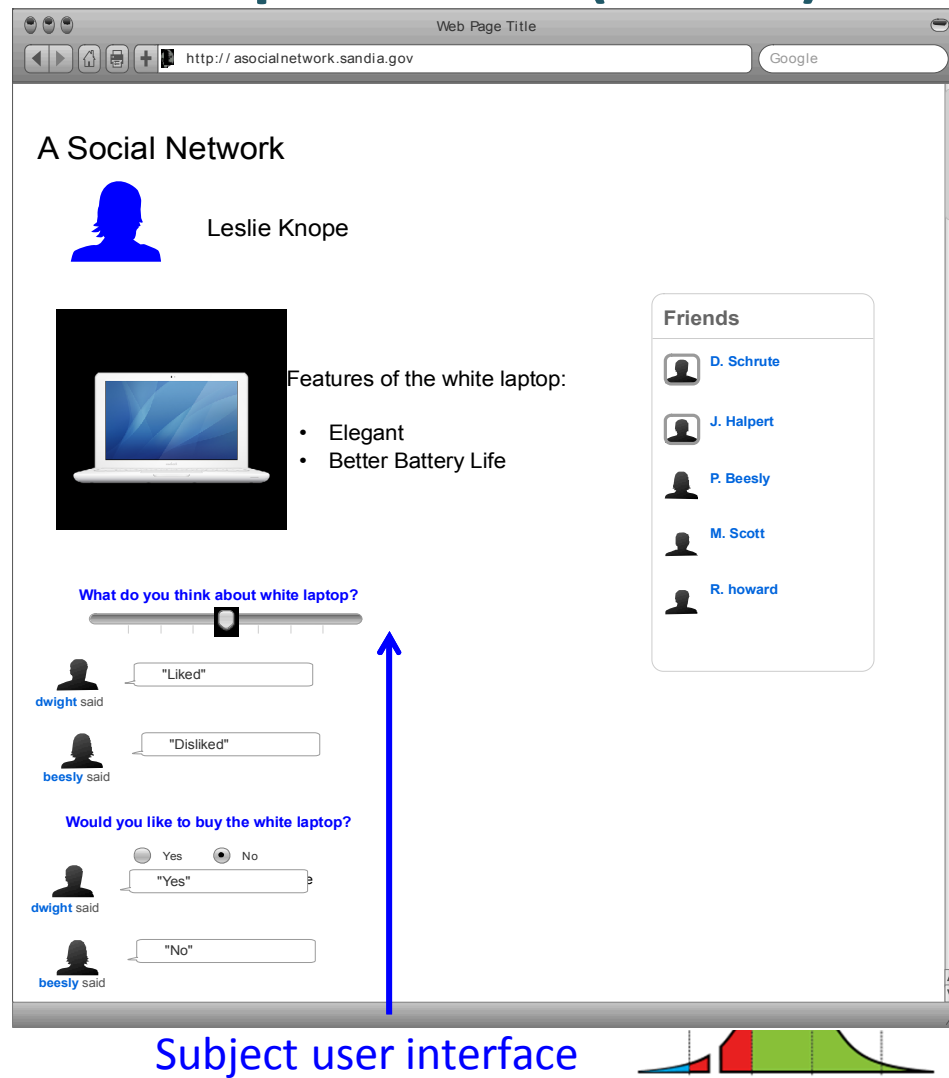 Web Page Title
http:// asocialnetwork.sandia.gov
Google
A Social Network
Leslie Knope
Features of the white laptop:
• Elegant
• Better Battery Life
Friends
D. Schrute
J. Halpert
P. Beesly
M. Scott
R. howard
What do you think about white laptop?
"Liked"
dwight said
"Disliked"
beesly said
Would you like to buy the white laptop?
Yes No
"Yes"
dwight said
"No"
beesly said
Subject user interface